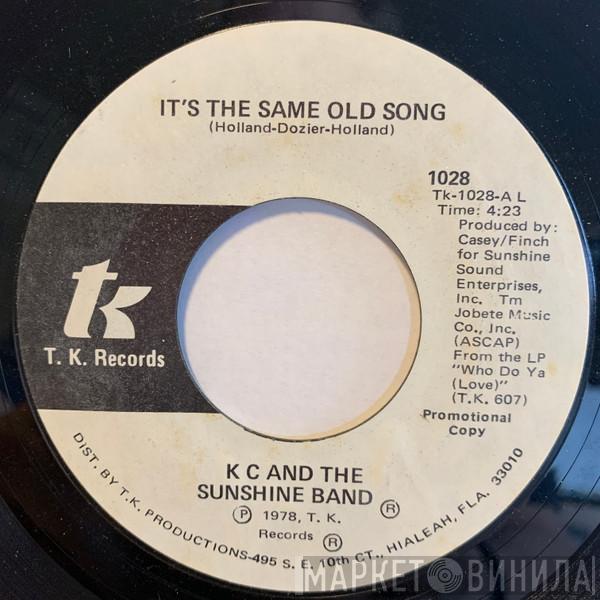 IT'S THE SAME OLD SONG
(Holland-Dozier-Holland)
1028
Tk-1028-A L
Time: 4:23
Produced by:
Casey/Finch
for Sunshine
Sound
Enterprises,
Inc. Tm
Jobete Music
Co., Inc.
(ASCAP)
From the LP
"Who Do Ya
(Love)"
(T.K. 607)
Promotional
Copy
tk
T. K. Records
K C AND THE
SUNSHINE BAND ®
℗ 1978, T. K.
Records ®
DIST. BY T.K. PRODUCTIONS-495 S. E. 10th CT., HIALEAH, FLA. 33010
МАРКЕТ ВИНИЛА